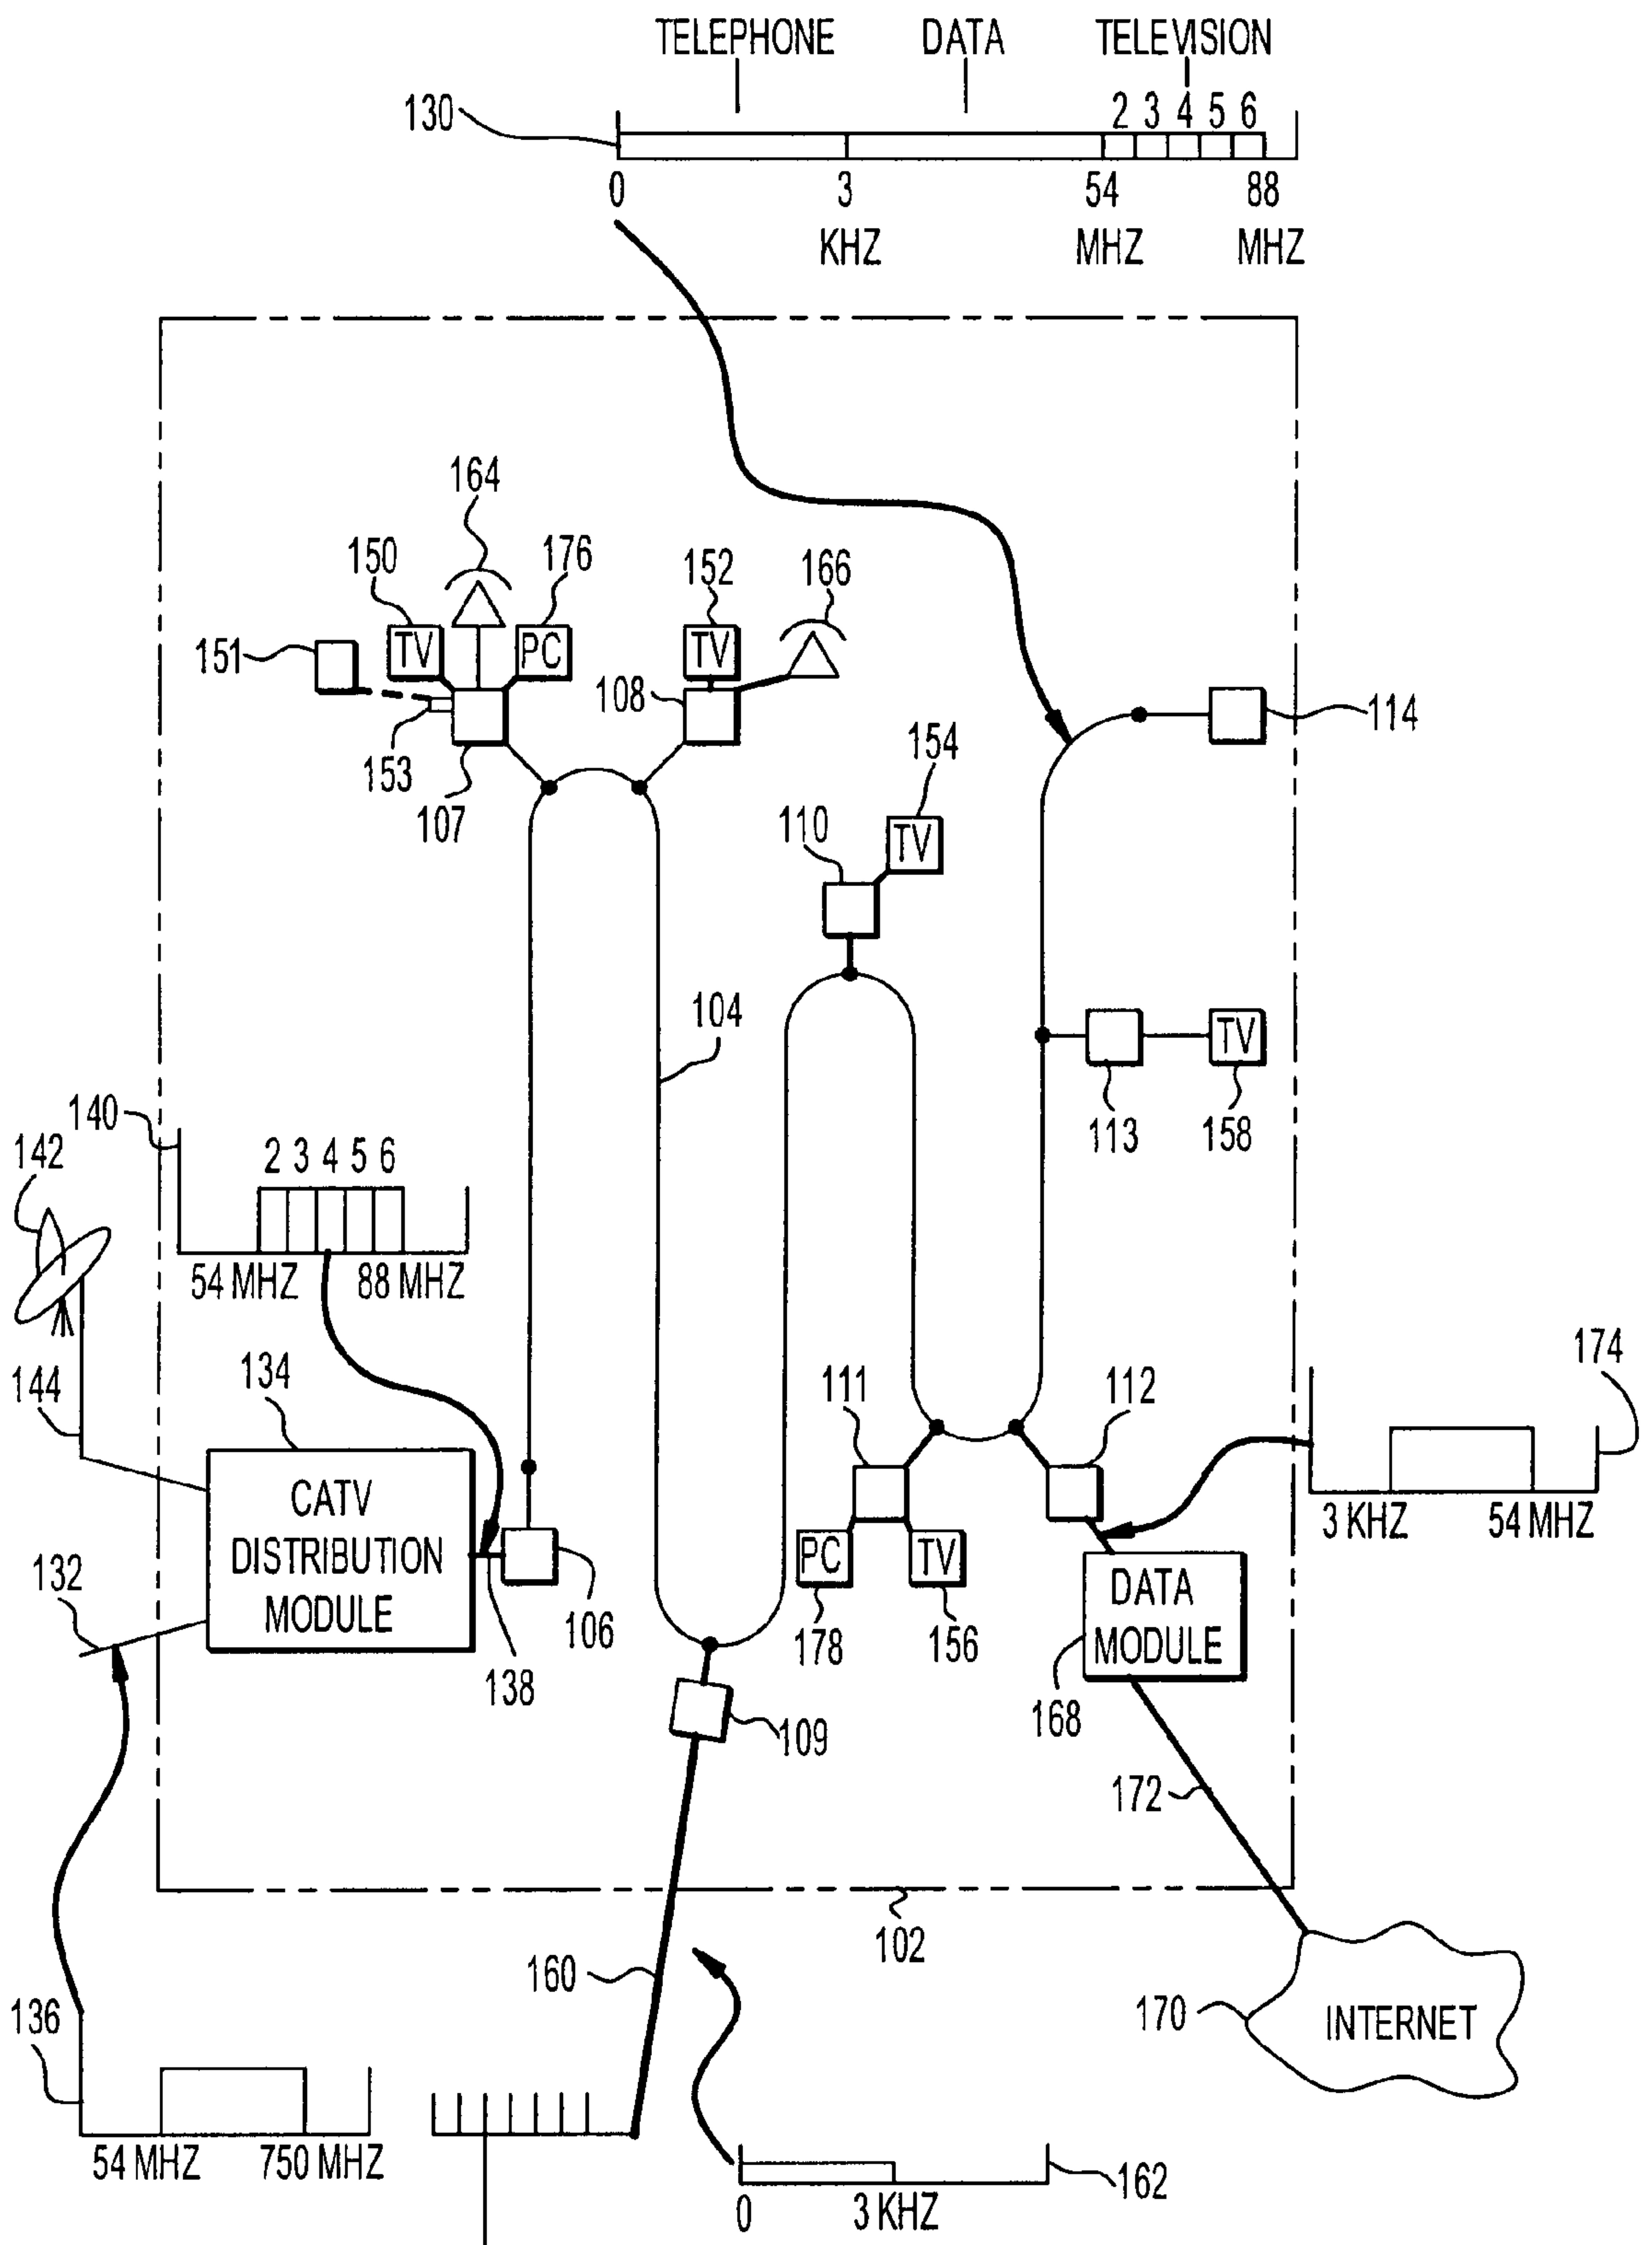 TELEPHONE DATA TELEVISION
130 2 3 4 5 6
0 3 54 88
KHZ MHZ MHZ
164
150 176 152 166
151 TV PC TV
108
114
153
107
154
110 TV
104
TV
140
113 158
142 2 3 4 5 6
54 MHZ 88 MHZ
174
144 134 111 112
CATV
DISTRIBUTION
MODULE
3 KHZ 54 MHZ
132 PC TV DATA
MODULE
106
178 156
138
168
109
172
102
160
136 170 INTERNET
54 MHZ 750 MHZ
162
0 3 KHZ